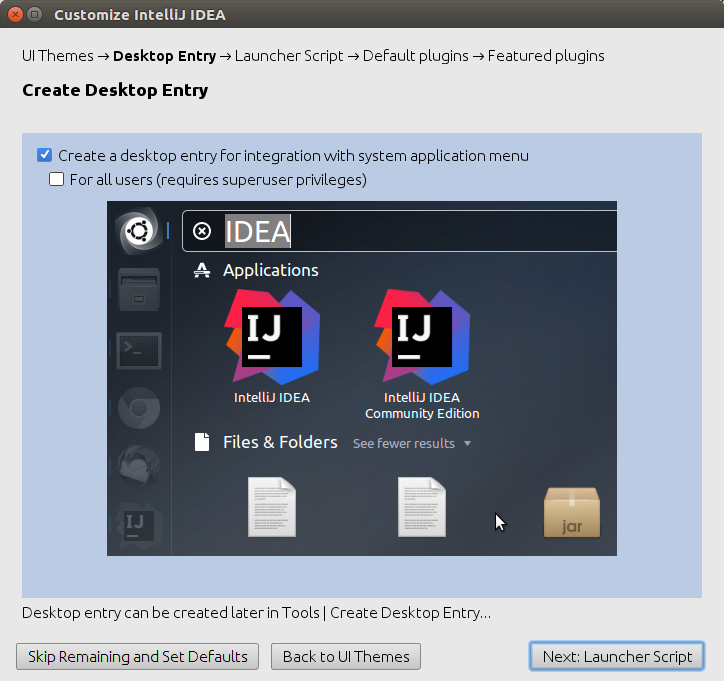 Customize IntelliJ IDEA
UI Themes → Desktop Entry → Launcher Script → Default plugins → Featured plugins
Create Desktop Entry
Create a desktop entry for integration with system application menu
For all users (requires superuser privileges)
IDEA
Applications
IJ IJ
IntelliJ IDEA IntelliJ IDEA
Community Edition
Files & Folders See fewer results
IJ
jar
Desktop entry can be created later in Tools | Create Desktop Entry...
Skip Remaining and Set Defaults Back to UI Themes Next: Launcher Script